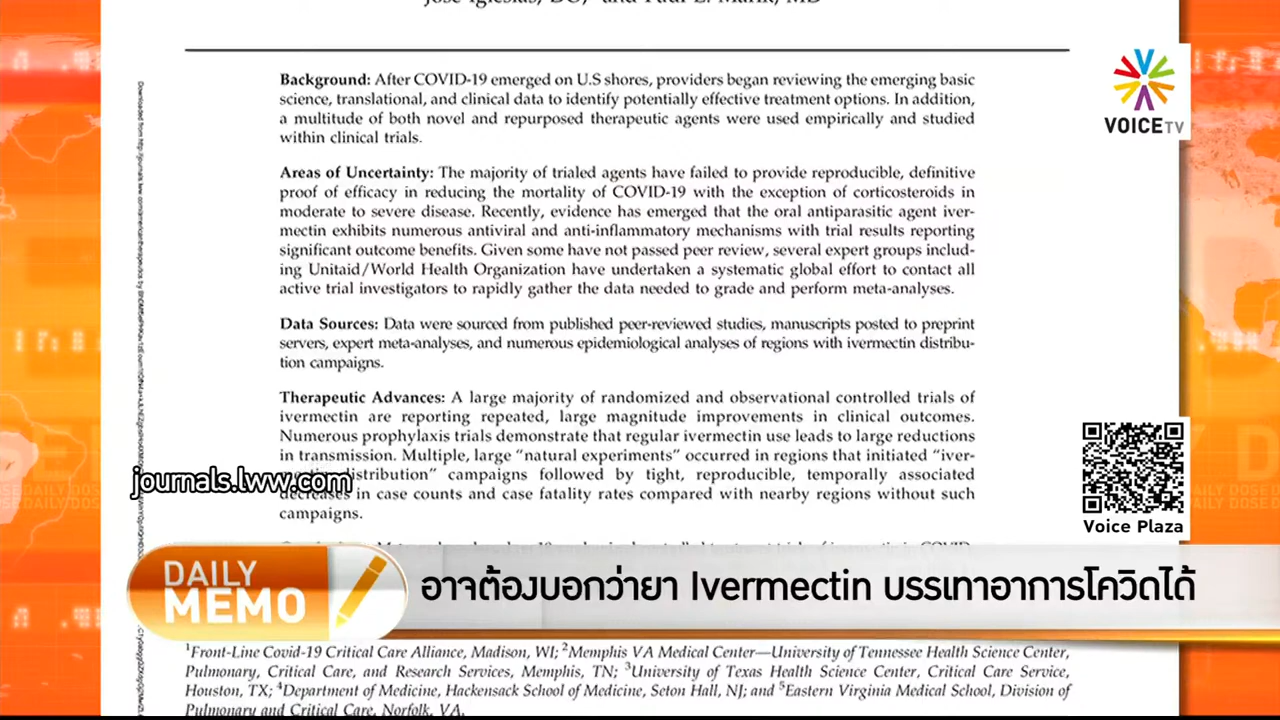 Jose Iglesias, DO, and Paul E. Marik, MD
Background: After COVID-19 emerged on U.S shores, providers began reviewing the emerging basic
science, translational, and clinical data to identify potentially effective treatment options. In addition,
a multitude of both novel and repurposed therapeutic agents were used empirically and studied
within clinical trials.
Areas of Uncertainty: The majority of trialed agents have failed to provide reproducible, definitive
proof of efficacy in reducing the mortality of COVID-19 with the exception of corticosteroids in
moderate to severe disease. Recently, evidence has emerged that the oral antiparasitic agent iver-
mectin exhibits numerous antiviral and anti-inflammatory mechanisms with trial results reporting
significant outcome benefits. Given some have not passed peer review, several expert groups includ-
ing Unitaid/World Health Organization have undertaken a systematic global effort to contact all
active trial investigators to rapidly gather the data needed to grade and perform meta-analyses.
Data Sources: Data were sourced from published peer-reviewed studies, manuscripts posted to preprint
servers, expert meta-analyses, and numerous epidemiological analyses of regions with ivermectin distribu-
tion campaigns.
Therapeutic Advances: A large majority of randomized and observational controlled trials of
ivermectin are reporting repeated, large magnitude improvements in clinical outcomes.
Numerous prophylaxis trials demonstrate that regular ivermectin use leads to large reductions
in transmission. Multiple, large “natural experiments” occurred in regions that initiated “iver-
distribution” campaigns followed by tight, reproducible, temporally associated
decreases in case counts and case fatality rates compared with nearby regions without such
campaigns.
journals.lww.com
VOICE TV
Voice Plaza
DAILY
MEMO
อาจต้องบอกว่ายา Ivermectin บรรเทาอาการโควิดได้
1Front-Line Covid-19 Critical Care Alliance, Madison, WI; 2Memphis VA Medical Center—University of Tennessee Health Science Center,
Pulmonary, Critical Care, and Research Services, Memphis, TN; 3University of Texas Health Science Center, Critical Care Service,
Houston, TX; 4Department of Medicine, Hackensack School of Medicine, Seton Hall, NJ; and 5Eastern Virginia Medical School, Division of
Pulmonary and Critical Care, Norfolk, VA.